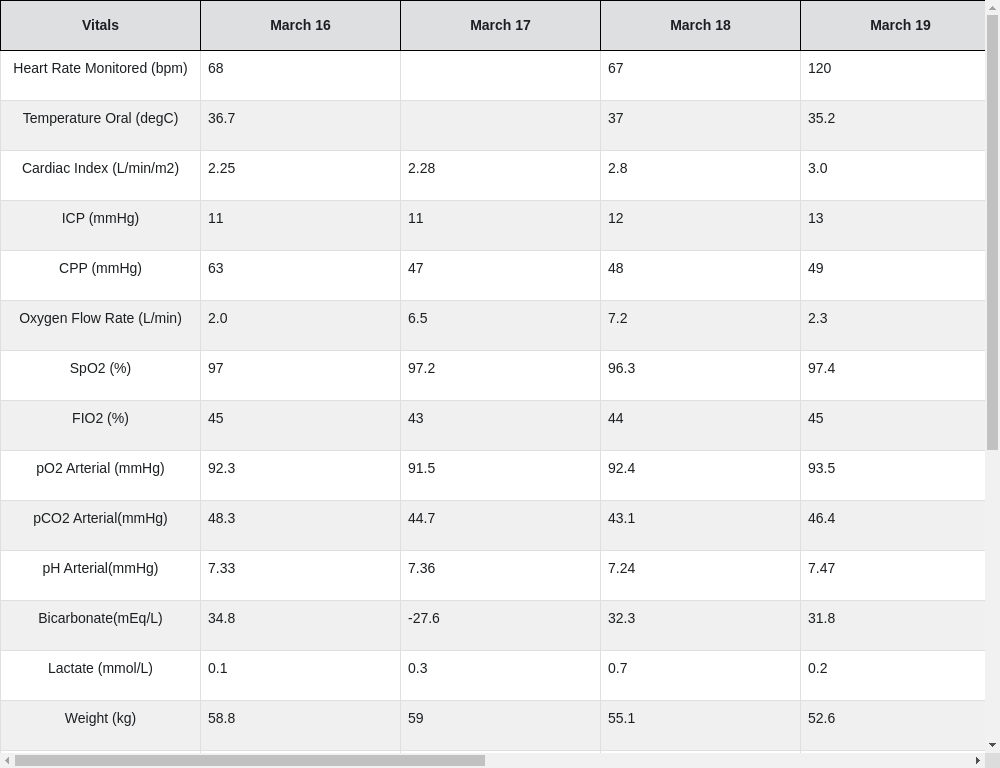 Vitals March 16 March 17 March 18 March 19
Heart Rate Monitored (bpm) 68 67 120
Temperature Oral (degC) 36.7 37 35.2
Cardiac Index (L/min/m2) 2.25 2.28 2.8 3.0
ICP (mmHg) 11 11 12 13
CPP (mmHg) 63 47 48 49
Oxygen Flow Rate (L/min) 2.0 6.5 7.2 2.3
SpO2 (%) 97 97.2 96.3 97.4
FIO2 (%) 45 43 44 45
pO2 Arterial (mmHg) 92.3 91.5 92.4 93.5
pCO2 Arterial(mmHg) 48.3 44.7 43.1 46.4
pH Arterial(mmHg) 7.33 7.36 7.24 7.47
Bicarbonate(mEq/L) 34.8 -27.6 32.3 31.8
Lactate (mmol/L) 0.1 0.3 0.7 0.2
Weight (kg) 58.8 59 55.1 52.6